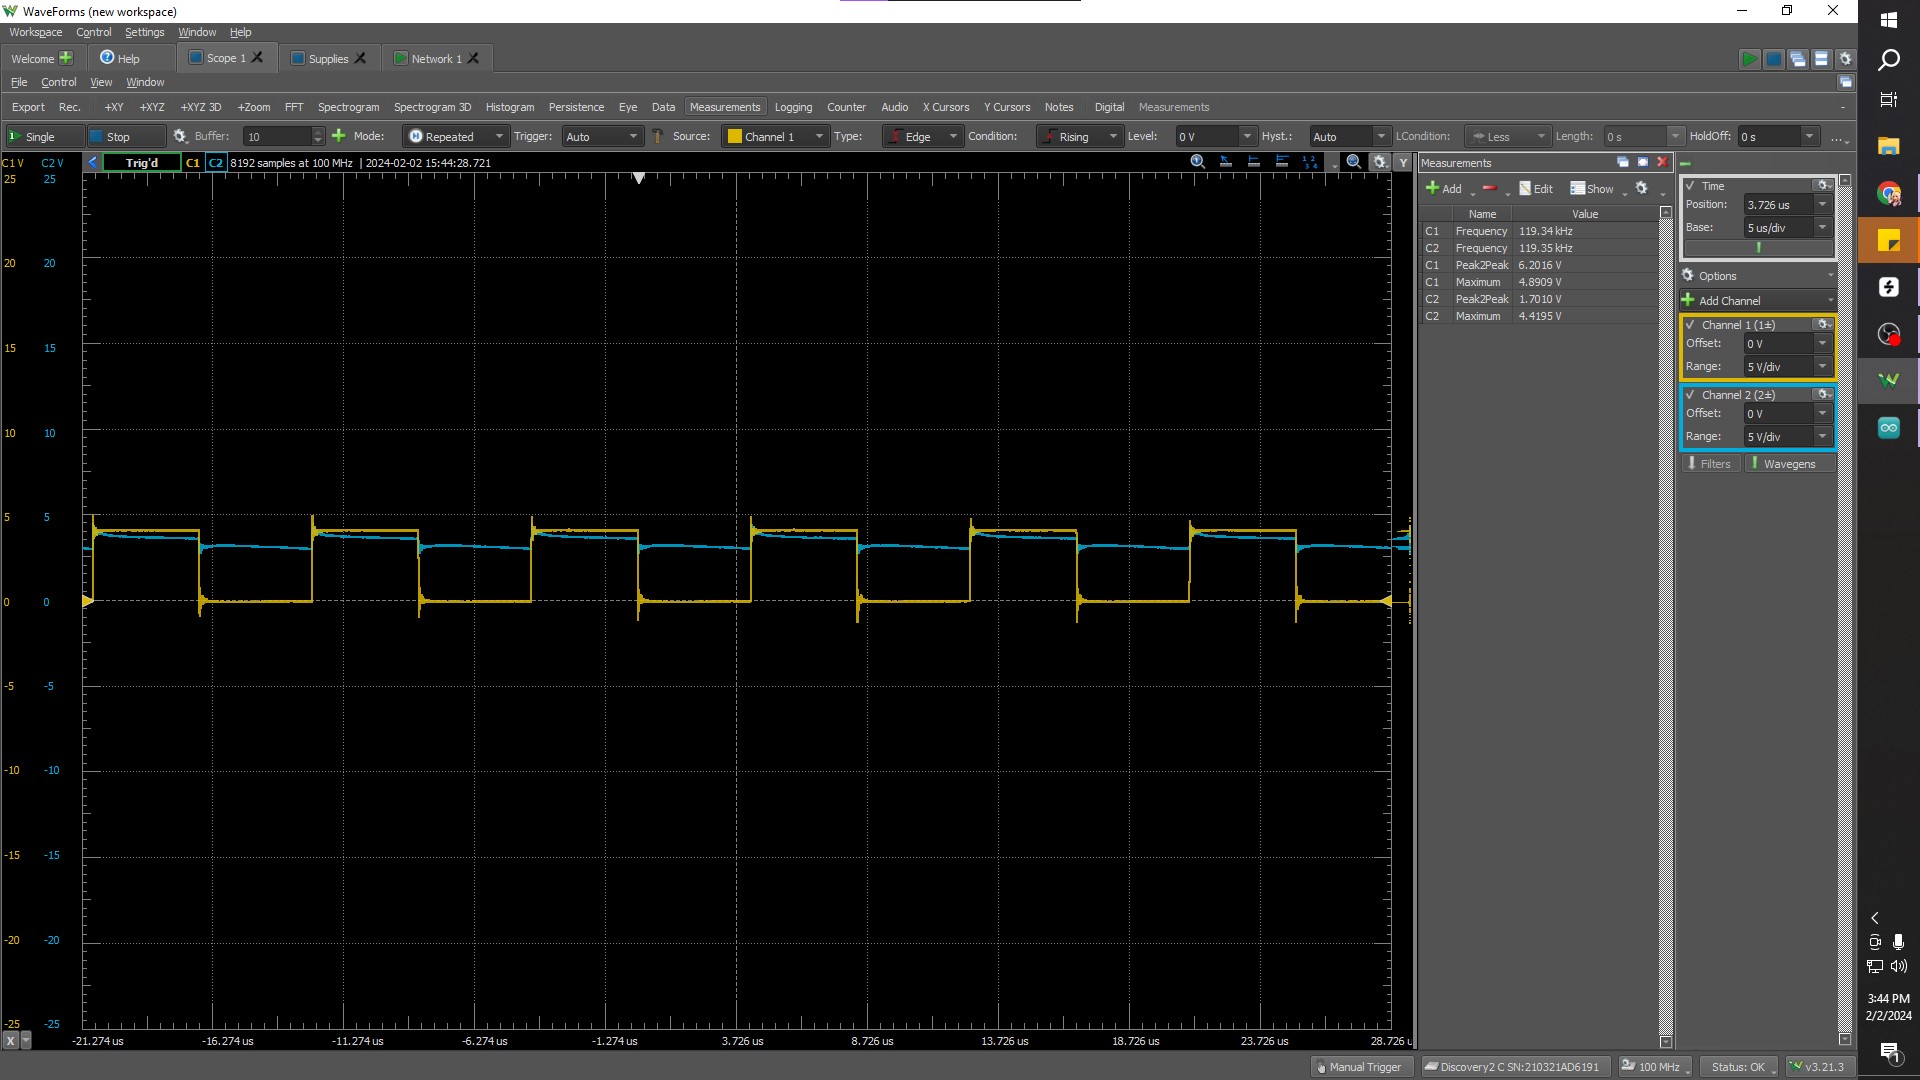 WaveForms (new workspace)
Workspace Control Settings Window Help
Welcome Help Scope 1 Supplies Network 1
File Control View Window
Export Rec. +XY +XYZ +XYZ 3D +Zoom FFT Spectrogram Spectrogram 3D Histogram Persistence Eye Data Measurements Logging Counter Audio X Cursors Y Cursors Notes Digital Measurements -
Single Stop Buffer: 10 Mode: Repeated Trigger: Auto Source: Channel 1 Type: Edge Condition: Rising Level: 0 V Hyst.: Auto LCondition: Less Length: 0 s HoldOff: 0 s ...
C1 V C2 V Trig'd C1 C2 8192 samples at 100 MHz | 2024-02-02 15:44:28.721 Y
25 25
20 20
15 15
10 10
5 5
0 0
-5 -5
-10 -10
-15 -15
-20 -20
-25 -25
X -21.274 us -16.274 us -11.274 us -6.274 us -1.274 us 3.726 us 8.726 us 13.726 us 18.726 us 23.726 us 28.726 u
Measurements
Add Edit Show
Name Value
C1 Frequency 119.34 kHz
C2 Frequency 119.35 kHz
C1 Peak2Peak 6.2016 V
C1 Maximum 4.8909 V
C2 Peak2Peak 1.7010 V
C2 Maximum 4.4195 V
Time
Position: 3.726 us
Base: 5 us/div
Options
Add Channel
Channel 1 (1±)
Offset: 0 V
Range: 5 V/div
Channel 2 (2±)
Offset: 0 V
Range: 5 V/div
Filters Wavegens
Manual Trigger Discovery2 C SN:210321AD6191 100 MHz Status: OK v3.21.3
3:44 PM
2/2/2024
1